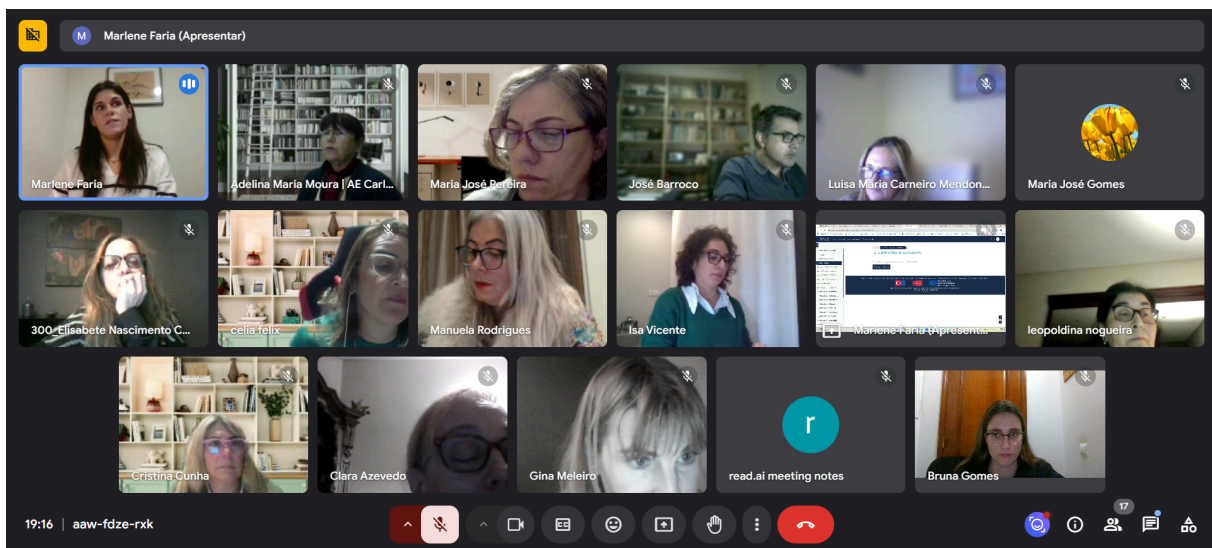 M Marlene Faria (Apresentar)
Marlene Faria
Adelina Maria Moura | AE Carl...
Maria José Pereira
José Barroco
Luisa Maria Carneiro Mendon...
Maria José Gomes
300_Elisabete Nascimento C...
celia felix
Manuela Rodrigues
Isa Vicente
Marlene Faria (Apresent...
leopoldina nogueira
Cristina Cunha
Clara Azevedo
Gina Meleiro
r
read.ai meeting notes
Bruna Gomes
19:16 | aaw-fdze-rxk
17